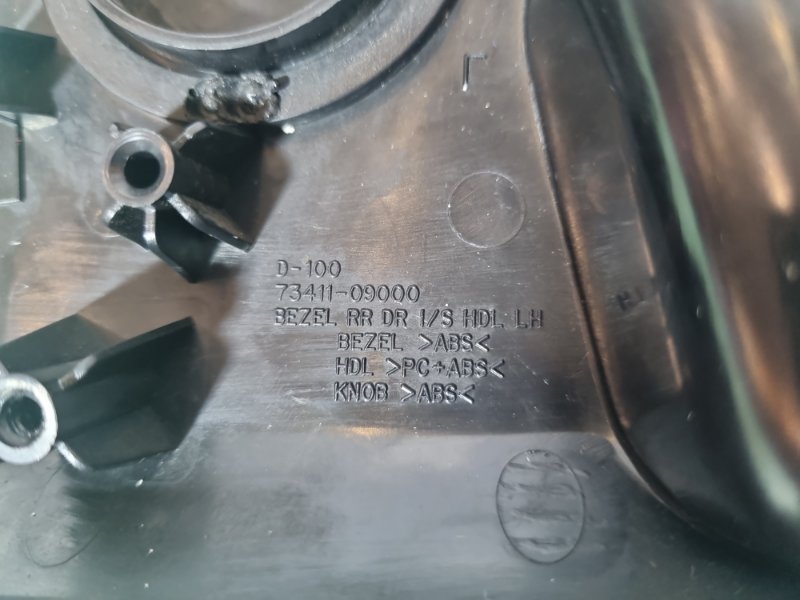 D-100
73411-09000
BEZEL RR DR I/S HDL LH
BEZEL >ABS<
HDL >PC+ABS<
KNOB >ABS<